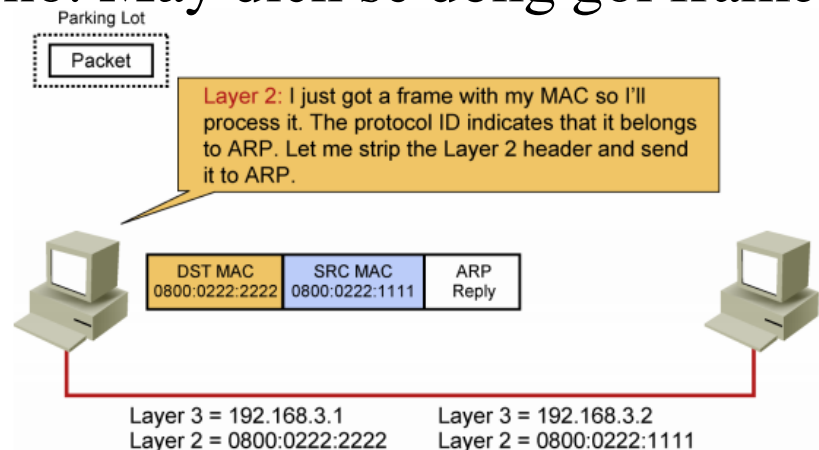 đóng gói frame
Parking Lot
Packet
Layer 2: I just got a frame with my MAC so I'll
process it. The protocol ID indicates that it belongs
to ARP. Let me strip the Layer 2 header and send
it to ARP.
DST MAC
0800:0222:2222
SRC MAC
0800:0222:1111
ARP
Reply
Layer 3 = 192.168.3.1
Layer 2 = 0800:0222:2222
Layer 3 = 192.168.3.2
Layer 2 = 0800:0222:1111